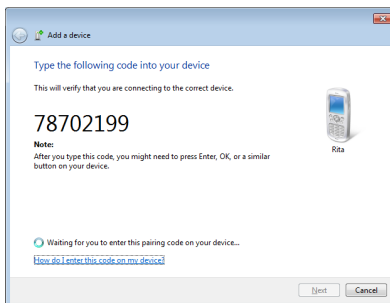 Add a device
Type the following code into your device
This will verify that you are connecting to the correct device.
78702199
Rita
Note:
After you type this code, you might need to press Enter, OK, or a similar
button on your device.
Waiting for you to enter this pairing code on your device...
How do I enter this code on my device?
Next Cancel